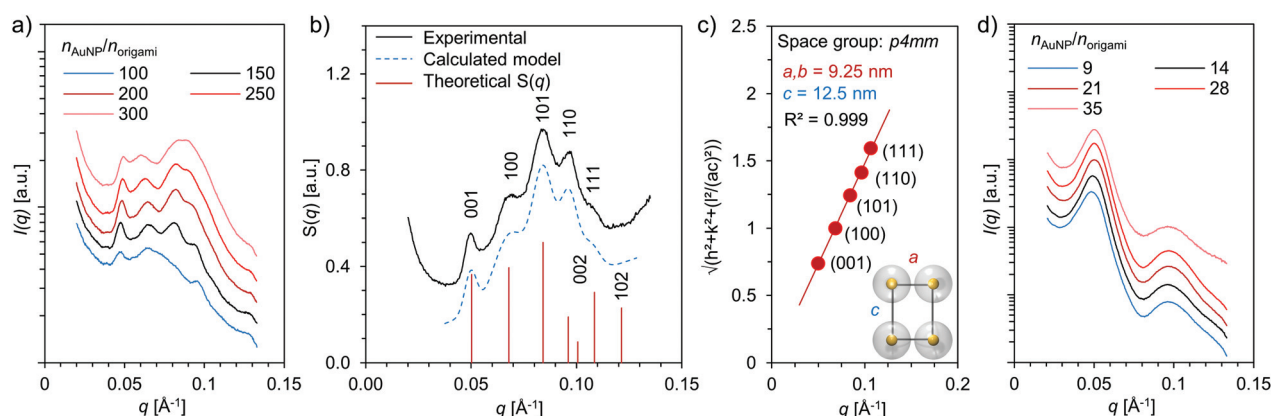 a)
I(q) [a.u.]
nAuNP/norigami
100
150
200
250
300
0
0.05
0.1
0.15
q [Å-1]
b)
S(q) [a.u.]
1.2
0.8
0.4
0.0
Experimental
Calculated model
Theoretical S(q)
001
100
101
110
111
002
102
0.00
0.05
0.10
0.15
q [Å-1]
c)
√(h²+k²+(l²/(ac)²))
2.5
2
1.5
1
0.5
0
Space group: p4mm
a,b = 9.25 nm
c = 12.5 nm
R² = 0.999
(111)
(110)
(101)
(100)
(001)
a
c
0
0.1
0.2
q [Å-1]
d)
I(q) [a.u.]
nAuNP/norigami
9
14
21
28
35
0
0.05
0.1
0.15
q [Å-1]